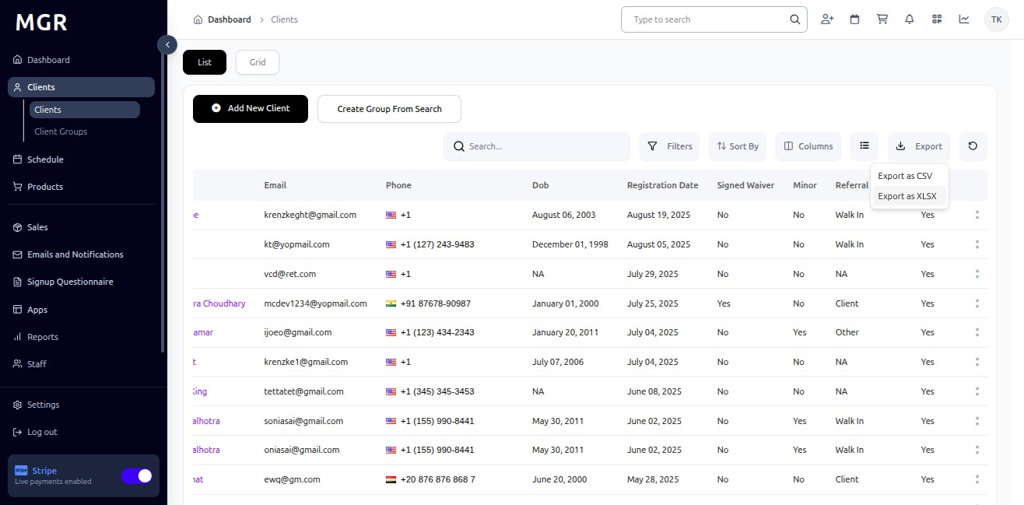 MGR
Dashboard > Clients
Type to search
TK
Dashboard
Clients
Clients
Client Groups
Schedule
Products
Sales
Emails and Notifications
Signup Questionnaire
Apps
Reports
Staff
Settings
Log out
Stripe
Live payments enabled
List Grid
Add New Client Create Group From Search
Search... Filters Sort By Columns Export
Export as CSV
Export as XLSX
Email Phone Dob Registration Date Signed Waiver Minor Referral
e krenzkeght@gmail.com +1 August 06, 2003 August 19, 2025 No No Walk In Yes
kt@yopmail.com +1 (127) 243-9483 December 01, 1998 August 05, 2025 No No Walk In Yes
vcd@ret.com +1 NA July 29, 2025 No No NA Yes
ra Choudhary mcdev1234@yopmail.com +91 87678-90987 January 01, 2000 July 25, 2025 Yes No Client Yes
amar ijoeo@gmail.com +1 (123) 434-2343 January 20, 2011 July 04, 2025 No Yes Other Yes
t krenzke1@gmail.com +1 July 07, 2006 July 04, 2025 No No NA Yes
King tettatet@gmail.com +1 (345) 345-3453 NA June 08, 2025 No No NA Yes
alhotra soniasai@gmail.com +1 (155) 990-8441 May 30, 2011 June 02, 2025 No Yes Walk In Yes
alhotra oniasai@gmail.com +1 (155) 990-8441 May 30, 2011 June 02, 2025 No Yes Walk In Yes
hat ewq@gm.com +20 876 876 868 7 June 20, 2000 May 28, 2025 No No Client Yes